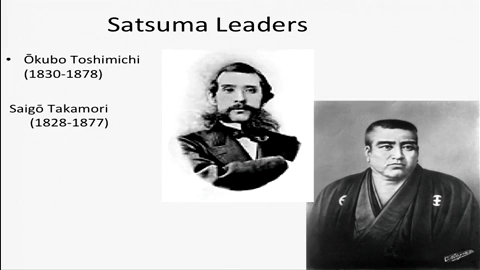 Satsuma Leaders
• Ōkubo Toshimichi
(1830-1878)
Saigō Takamori
(1828-1877)